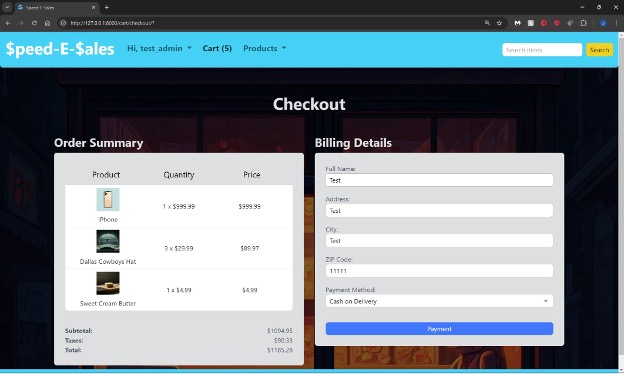 $peed-E-$ales
http://127.0.0.1:8000/cart/checkout/?
$peed-E-$ales
Hi, test_admin
Cart (5)
Products
Search items
Search
Checkout
Order Summary
Product Quantity Price
1 x $999.99 $999.99
iPhone
3 x $29.99 $89.97
Dallas Cowboys Hat
1 x $4.99 $4.99
Sweet Cream Butter
Subtotal: $1094.95
Taxes: $90.33
Total: $1185.28
Billing Details
Full Name:
Test
Address:
Test
City:
Test
ZIP Code:
11111
Payment Method:
Cash on Delivery
Payment